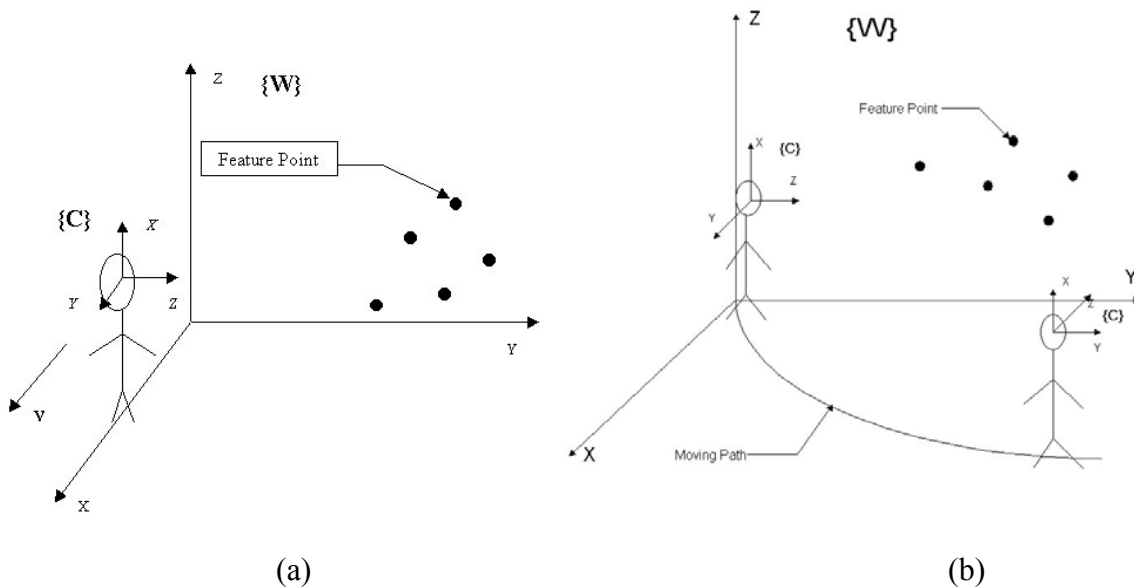 Z
{W}
Feature Point
{C}
X
Y
Z
Y
V
X
(a)
Z
{W}
Feature Point
X
{C}
Z
Y
Y
X
Z
{C}
Y
X
Moving Path
(b)